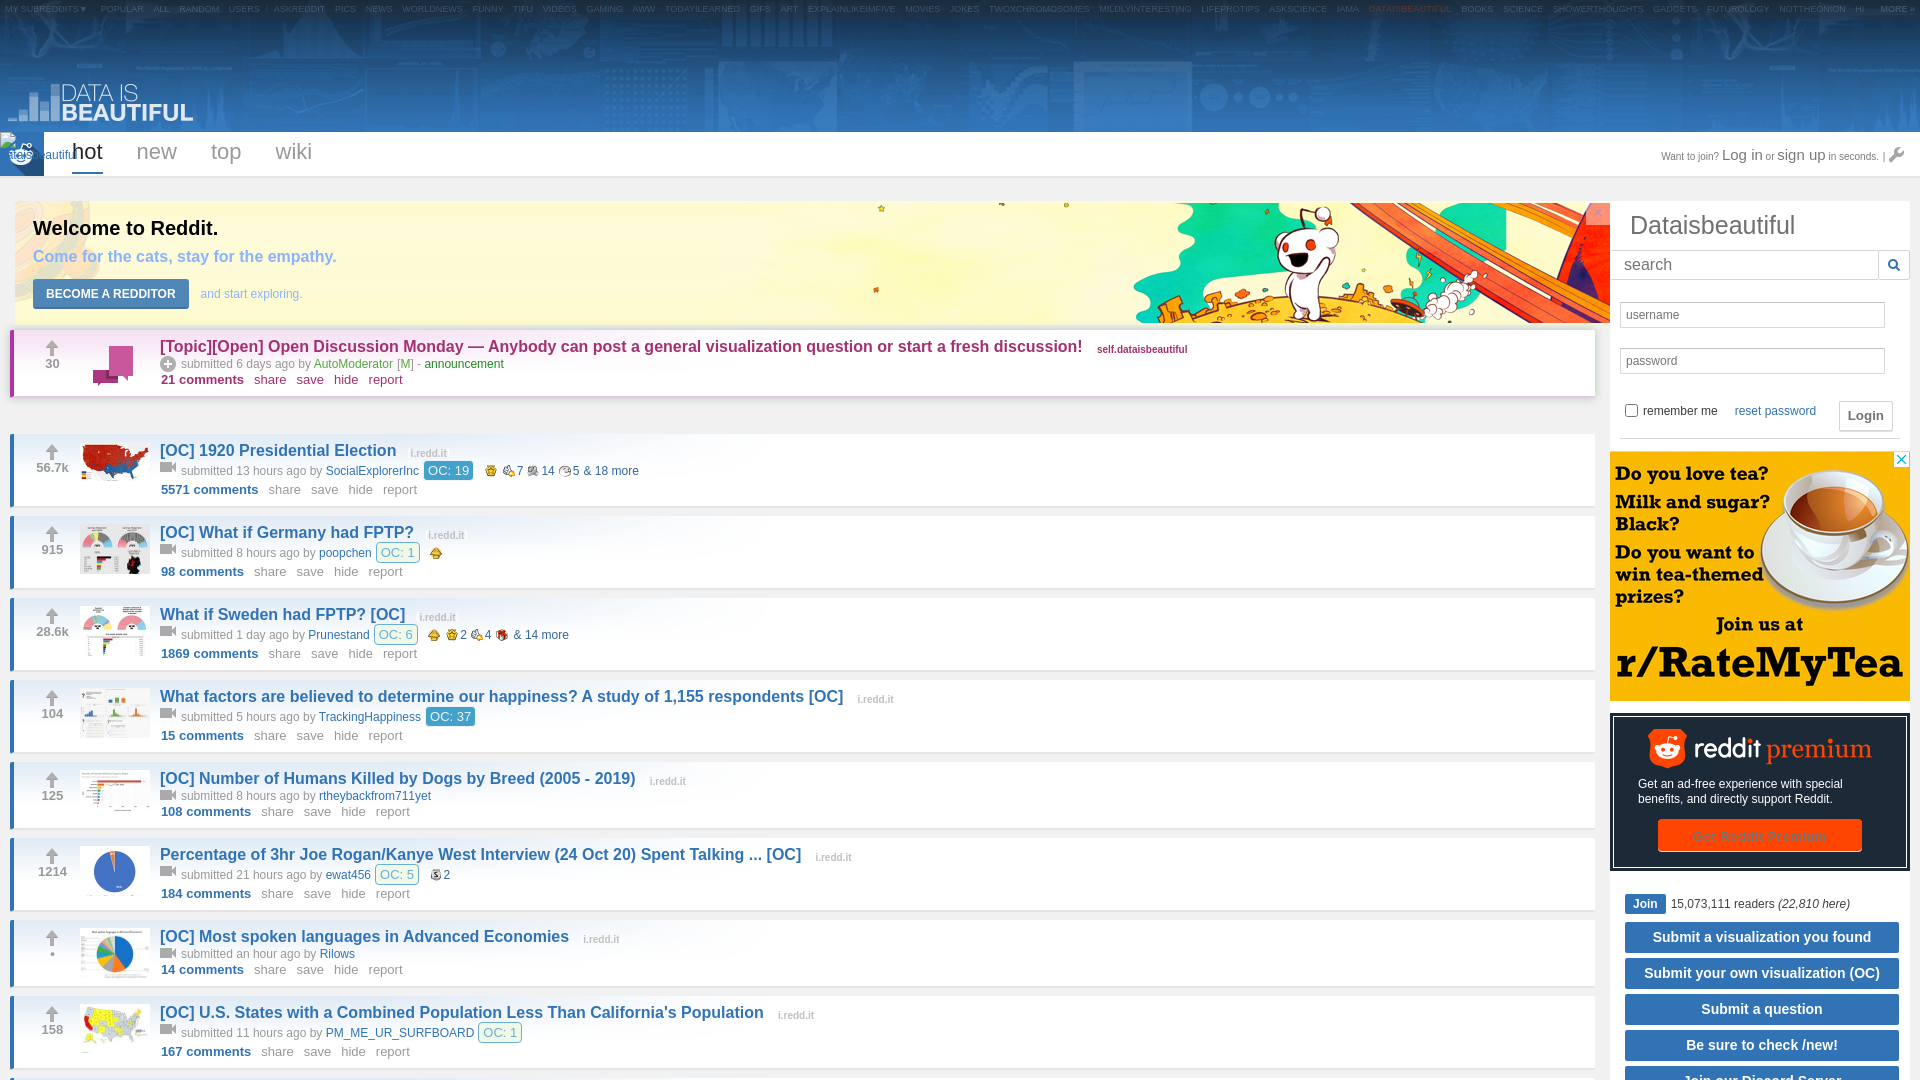 MY SUBREDDITS▼ POPULAR ALL RANDOM USERS | ASKREDDIT PICS NEWS WORLDNEWS FUNNY TIFU VIDEOS GAMING AWW TODAYILEARNED GIFS ART EXPLAINLIKEIMFIVE MOVIES JOKES TWOXCHROMOSOMES MILDLYINTERESTING LIFEPROTIPS ASKSCIENCE IAMA DATAISBEAUTIFUL BOOKS SCIENCE SHOWERTHOUGHTS GADGETS FUTUROLOGY NOTTHEONION HI MORE »
DATA IS
BEAUTIFUL
hot new top wiki
Want to join? Log in or sign up in seconds. |
Welcome to Reddit.
Come for the cats, stay for the empathy.
BECOME A REDDITOR and start exploring.
[Topic][Open] Open Discussion Monday — Anybody can post a general visualization question or start a fresh discussion! self.dataisbeautiful
30
submitted 6 days ago by AutoModerator [M] - announcement
21 comments share save hide report
[OC] 1920 Presidential Election i.redd.it
56.7k
submitted 13 hours ago by SocialExplorerInc OC: 19 7 14 5 & 18 more
5571 comments share save hide report
[OC] What if Germany had FPTP? i.redd.it
915
submitted 8 hours ago by poopchen OC: 1
98 comments share save hide report
What if Sweden had FPTP? [OC] i.redd.it
28.6k
submitted 1 day ago by Prunestand OC: 6 2 4 & 14 more
1869 comments share save hide report
What factors are believed to determine our happiness? A study of 1,155 respondents [OC] i.redd.it
104
submitted 5 hours ago by TrackingHappiness OC: 37
15 comments share save hide report
[OC] Number of Humans Killed by Dogs by Breed (2005 - 2019) i.redd.it
125
submitted 8 hours ago by rtheybackfrom711yet
108 comments share save hide report
Percentage of 3hr Joe Rogan/Kanye West Interview (24 Oct 20) Spent Talking ... [OC] i.redd.it
1214
submitted 21 hours ago by ewat456 OC: 5 2
184 comments share save hide report
[OC] Most spoken languages in Advanced Economies i.redd.it
•
submitted an hour ago by Rilows
14 comments share save hide report
[OC] U.S. States with a Combined Population Less Than California's Population i.redd.it
158
submitted 11 hours ago by PM_ME_UR_SURFBOARD OC: 1
167 comments share save hide report
Dataisbeautiful
search
username
password
remember me reset password Login
Do you love tea?
Milk and sugar?
Black?
Do you want to
win tea-themed
prizes?
Join us at
r/RateMyTea
reddit premium
Get an ad-free experience with special
benefits, and directly support Reddit.
Get Reddit Premium
Join 15,073,111 readers (22,810 here)
Submit a visualization you found
Submit your own visualization (OC)
Submit a question
Be sure to check /new!
Join our Discord Server